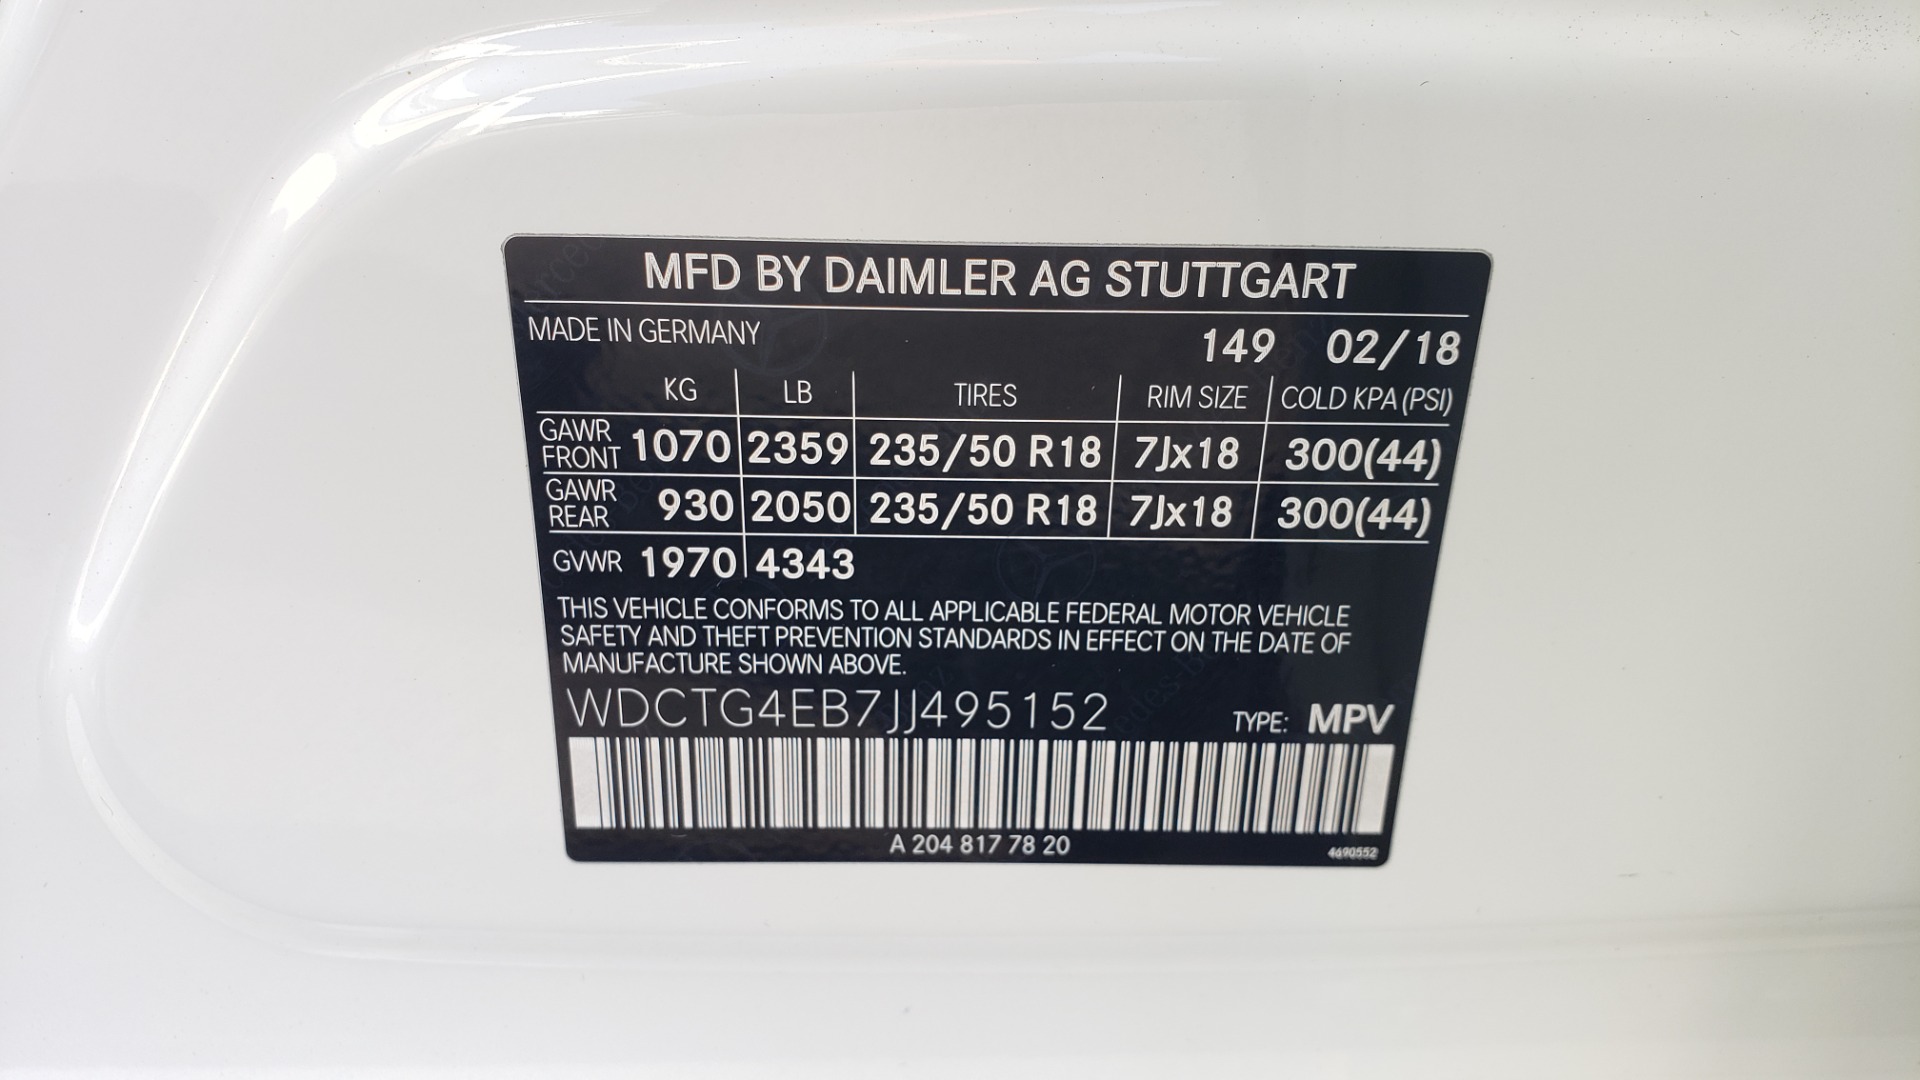 MFD BY DAIMLER AG STUTTGART
MADE IN GERMANY 149 02/18
KG LB TIRES RIM SIZE COLD KPA (PSI)
GAWR FRONT 1070 2359 235/50 R18 7Jx18 300(44)
GAWR REAR 930 2050 235/50 R18 7Jx18 300(44)
GVWR 1970 4343
THIS VEHICLE CONFORMS TO ALL APPLICABLE FEDERAL MOTOR VEHICLE
SAFETY AND THEFT PREVENTION STANDARDS IN EFFECT ON THE DATE OF
MANUFACTURE SHOWN ABOVE.
WDCTG4EB7JJ495152 TYPE: MPV
A 204 817 78 20
4690552